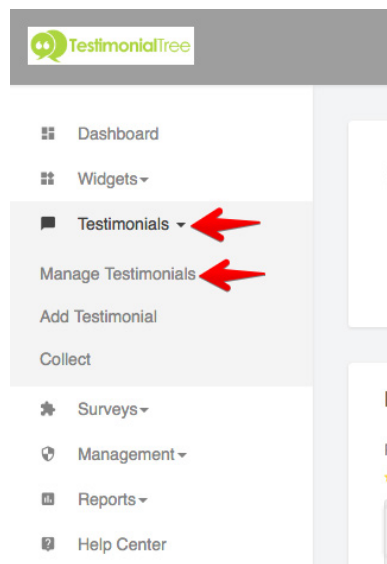 TestimonialTree
Dashboard
Widgets
Testimonials
Manage Testimonials
Add Testimonial
Collect
Surveys
Management
Reports
Help Center